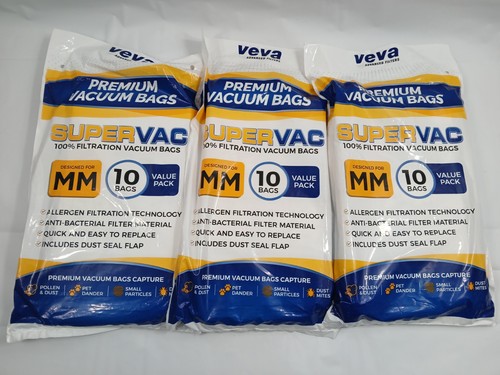 veva
PREMIUM
VACUUM BAGS
SUPERVAC
100% FILTRATION VACUUM BAGS
DESIGNED FOR
MM
10
BAGS
VALUE
PACK
ALLERGEN FILTRATION TECHNOLOGY
ANTI-BACTERIAL FILTER MATERIAL
QUICK AND EASY TO REPLACE
INCLUDES DUST SEAL FLAP
PREMIUM VACUUM BAGS CAPTURE
POLLEN
& DUST
PET
DANDER
SMALL
PARTICLES
DUST
MITES
veva
ADVANCED FILTERS
PREMIUM
VACUUM BAGS
SUPERVAC
100% FILTRATION VACUUM BAGS
DESIGNED FOR
MM
10
BAGS
VALUE
PACK
ALLERGEN FILTRATION TECHNOLOGY
ANTI-BACTERIAL FILTER MATERIAL
QUICK AND EASY TO REPLACE
INCLUDES DUST SEAL FLAP
PREMIUM VACUUM BAGS CAPTURE
POLLEN
& DUST
PET
DANDER
SMALL
PARTICLES
DUST
MITES
veva
ADVANCED FILTERS
PREMIUM
VACUUM BAGS
SUPERVAC
100% FILTRATION VACUUM BAGS
DESIGNED FOR
MM
10
BAGS
VALUE
PACK
ALLERGEN FILTRATION TECHNOLOGY
ANTI-BACTERIAL FILTER MATERIAL
QUICK AND EASY TO REPLACE
INCLUDES DUST SEAL FLAP
PREMIUM VACUUM BAGS CAPTURE
POLLEN
& DUST
PET
DANDER
SMALL
PARTICLES
DUST
MITES